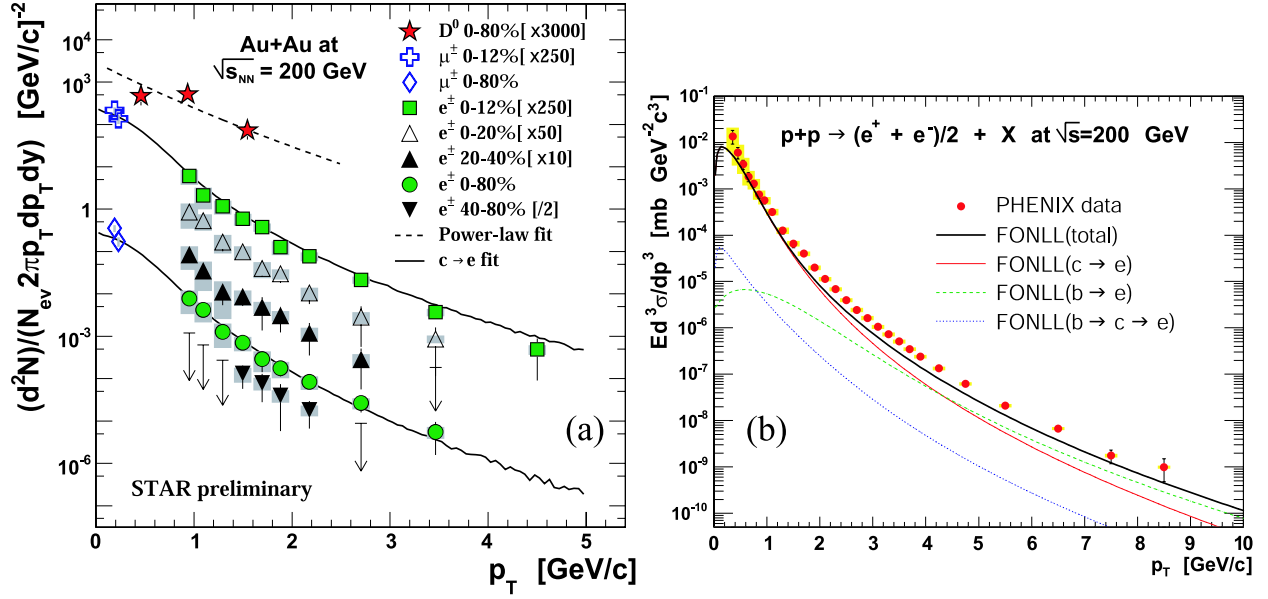 (d²N)/(N_ev 2πp_T dp_T dy) [GeV/c]⁻²
10⁴
10³
1
10⁻³
10⁻⁶
Au+Au at
√s_NN = 200 GeV
D⁰ 0-80%[ x3000]
μ± 0-12%[ x250]
μ± 0-80%
e± 0-12%[ x250]
e± 0-20%[ x50]
e± 20-40%[ x10]
e± 0-80%
e± 40-80% [/2]
Power-law fit
c → e fit
(a)
STAR preliminary
0 1 2 3 4 5
p_T [GeV/c]
Ed³σ/dp³ [mb GeV⁻²c³]
10⁻¹
10⁻²
10⁻³
10⁻⁴
10⁻⁵
10⁻⁶
10⁻⁷
10⁻⁸
10⁻⁹
10⁻¹⁰
p+p → (e⁺ + e⁻)/2 + X at √s=200 GeV
PHENIX data
FONLL(total)
FONLL(c → e)
FONLL(b → e)
FONLL(b → c → e)
(b)
0 1 2 3 4 5 6 7 8 9 10
p_T [GeV/c]